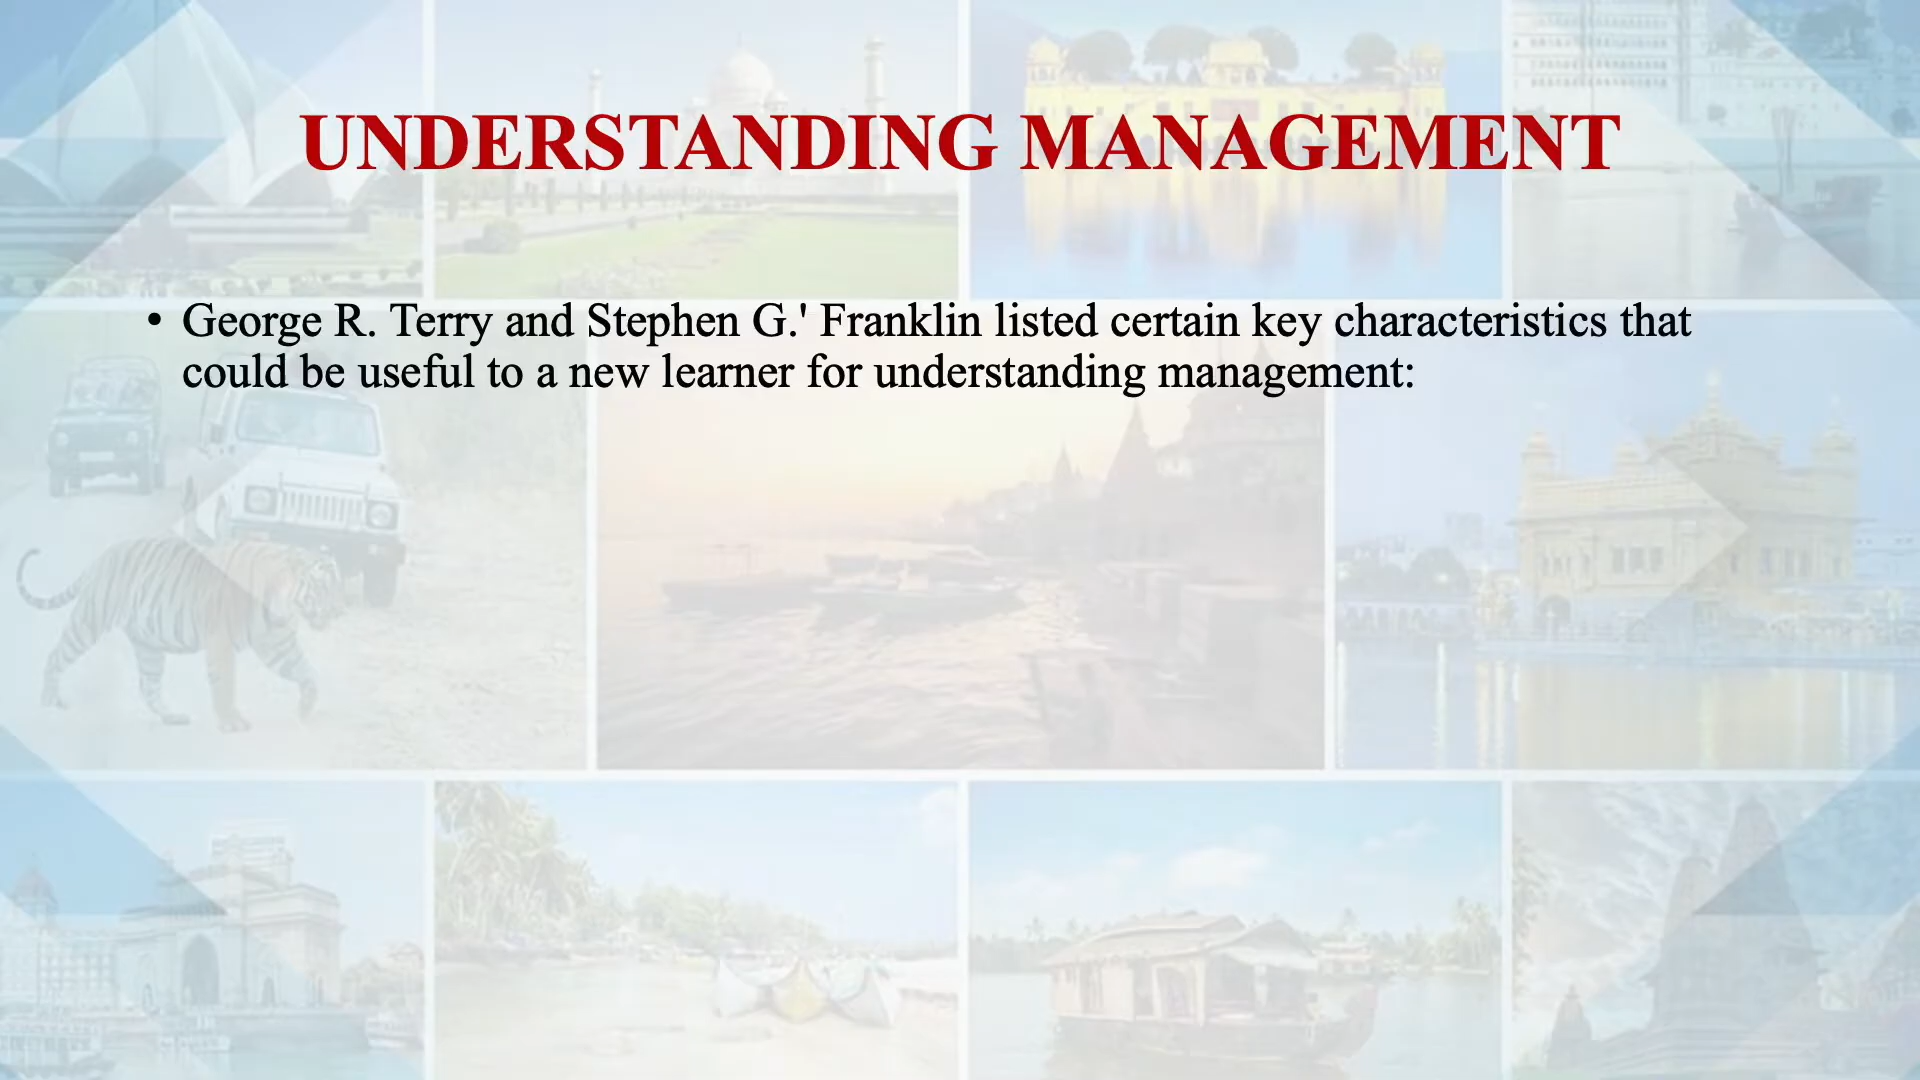 UNDERSTANDING MANAGEMENT
• George R. Terry and Stephen G.' Franklin listed certain key characteristics that
could be useful to a new learner for understanding management: